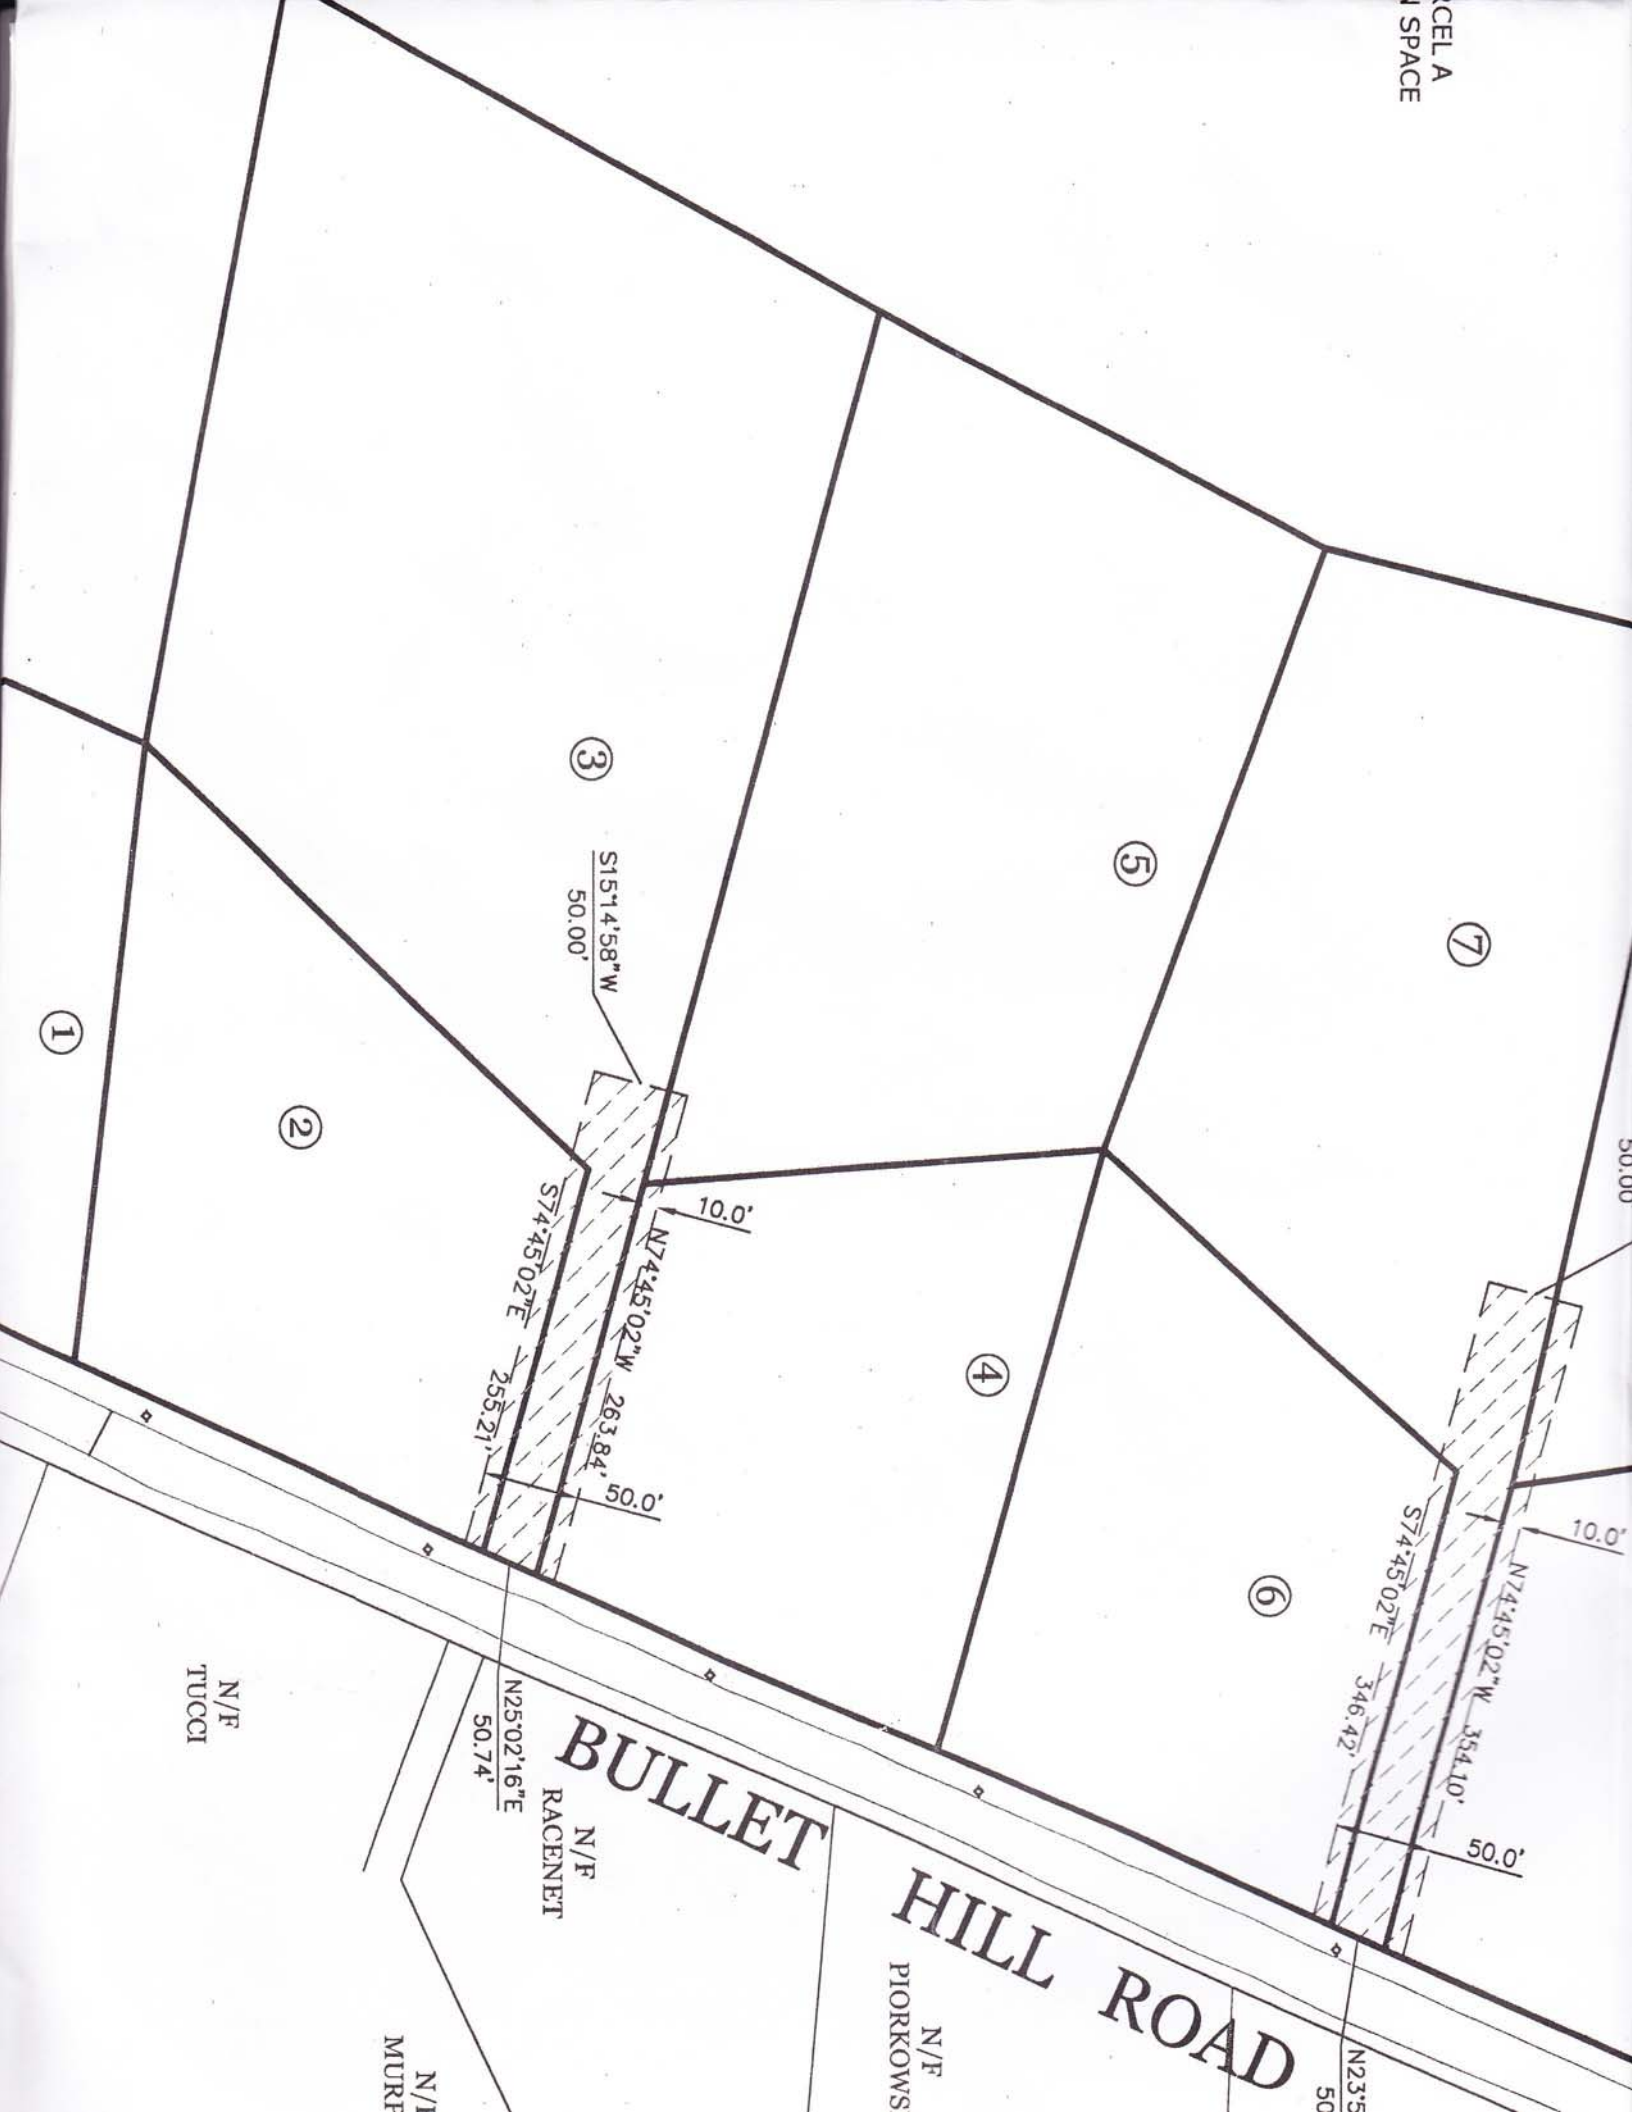 RCEL A
N SPACE
③
⑤
⑦
①
②
④
⑥
S15°14'58"W
50.00'
50.00
10.0'
N74°45'02"W 263.84'
S74°45'02"E 255.21'
50.0'
10.0'
N74°45'02"W 354.10'
S74°45'02"E 346.42'
50.0'
N25°02'16"E
50.74'
N23°5
50
BULLET HILL ROAD
N/F
TUCCI
N/F
RACENET
N/F
PIORKOWS
N/F
MURP